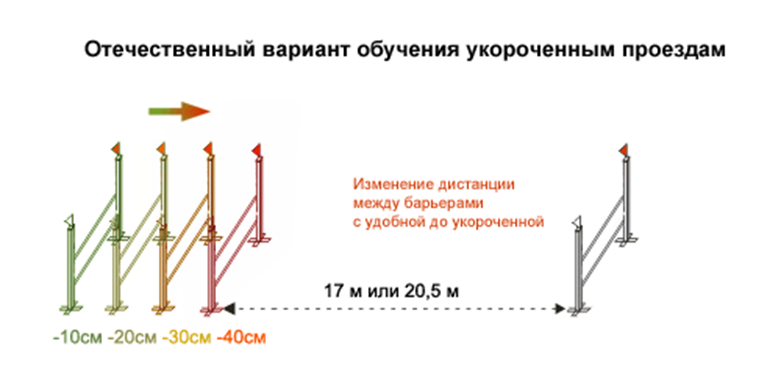 Отечественный вариант обучения укороченным проездам
Изменение дистанции
между барьерами
с удобной до укороченной
17 м или 20,5 м
-10см -20см -30см -40см